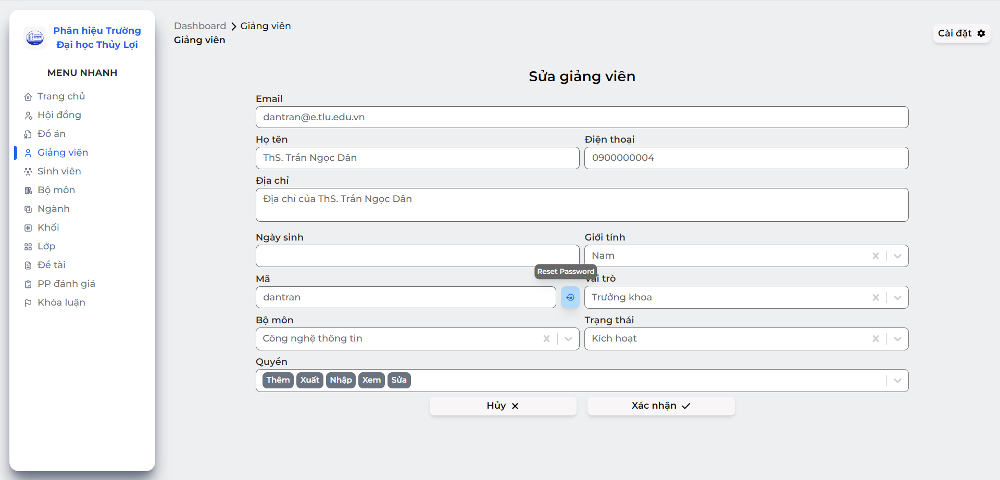 Phân hiệu Trường
Đại học Thủy Lợi
MENU NHANH
Trang chủ
Hội đồng
Đồ án
Giảng viên
Sinh viên
Bộ môn
Ngành
Khối
Lớp
Đề tài
PP đánh giá
Khóa luận
Dashboard Giảng viên
Giảng viên
Cài đặt
Sửa giảng viên
Email
dantran@e.tlu.edu.vn
Họ tên
ThS. Trần Ngọc Dân
Điện thoại
0900000004
Địa chỉ
Địa chỉ của ThS. Trần Ngọc Dân
Ngày sinh
Giới tính
Nam
Reset Password
Mã
dantran
Vai trò
Trưởng khoa
Bộ môn
Công nghệ thông tin
Trạng thái
Kích hoạt
Quyền
Thêm Xuất Nhập Xem Sửa
Hủy
Xác nhận